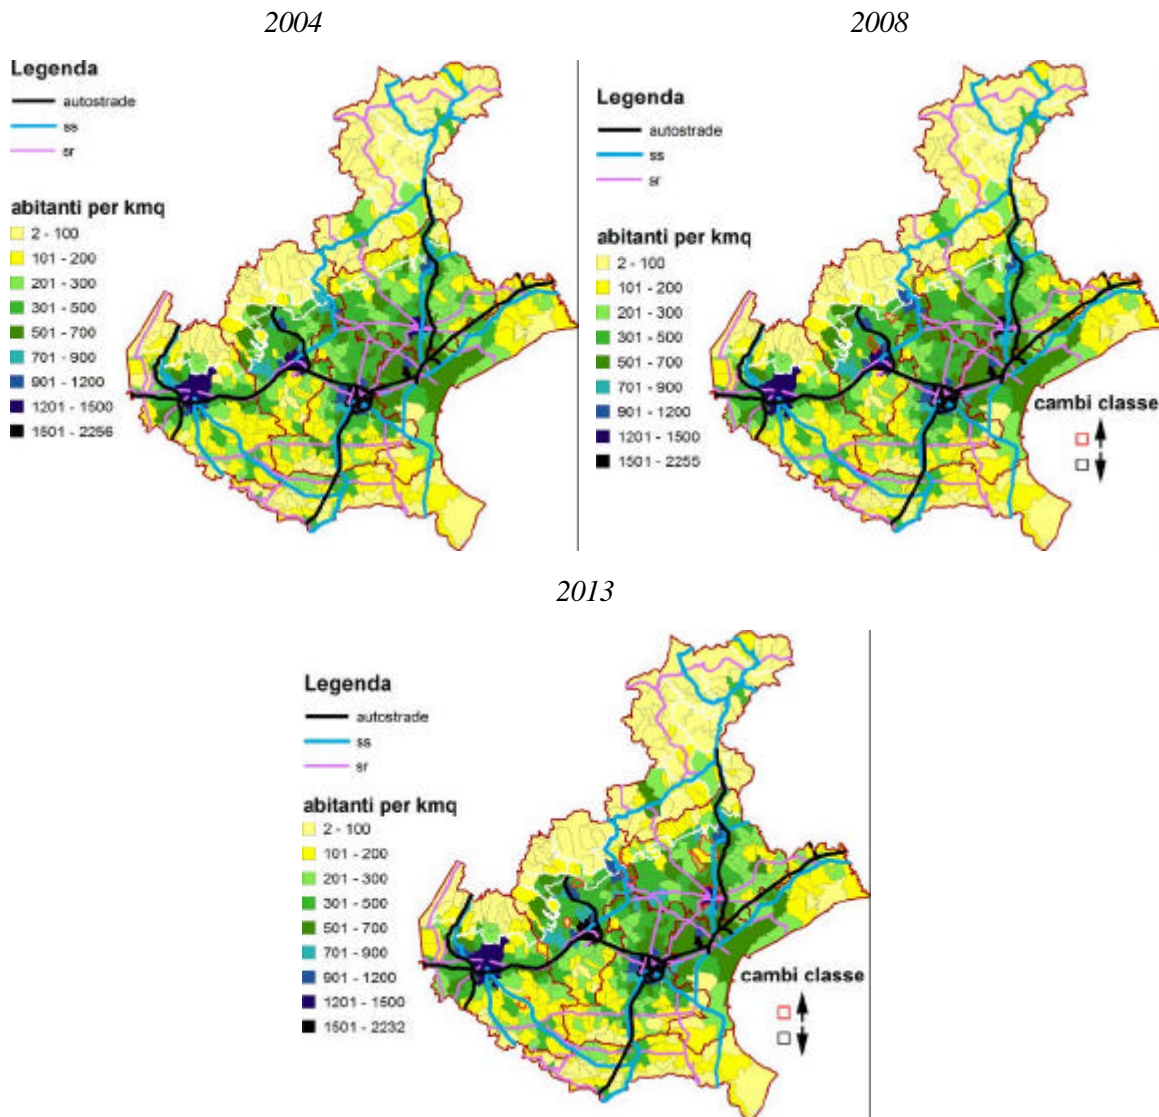 2004
2008
Legenda
autostrade
ss
sr
abitanti per kmq
2 - 100
101 - 200
201 - 300
301 - 500
501 - 700
701 - 900
901 - 1200
1201 - 1500
1501 - 2256
Legenda
autostrade
ss
sr
abitanti per kmq
2 - 100
101 - 200
201 - 300
301 - 500
501 - 700
701 - 900
901 - 1200
1201 - 1500
1501 - 2255
cambi classe
2013
Legenda
autostrade
ss
sr
abitanti per kmq
2 - 100
101 - 200
201 - 300
301 - 500
501 - 700
701 - 900
901 - 1200
1201 - 1500
1501 - 2232
cambi classe